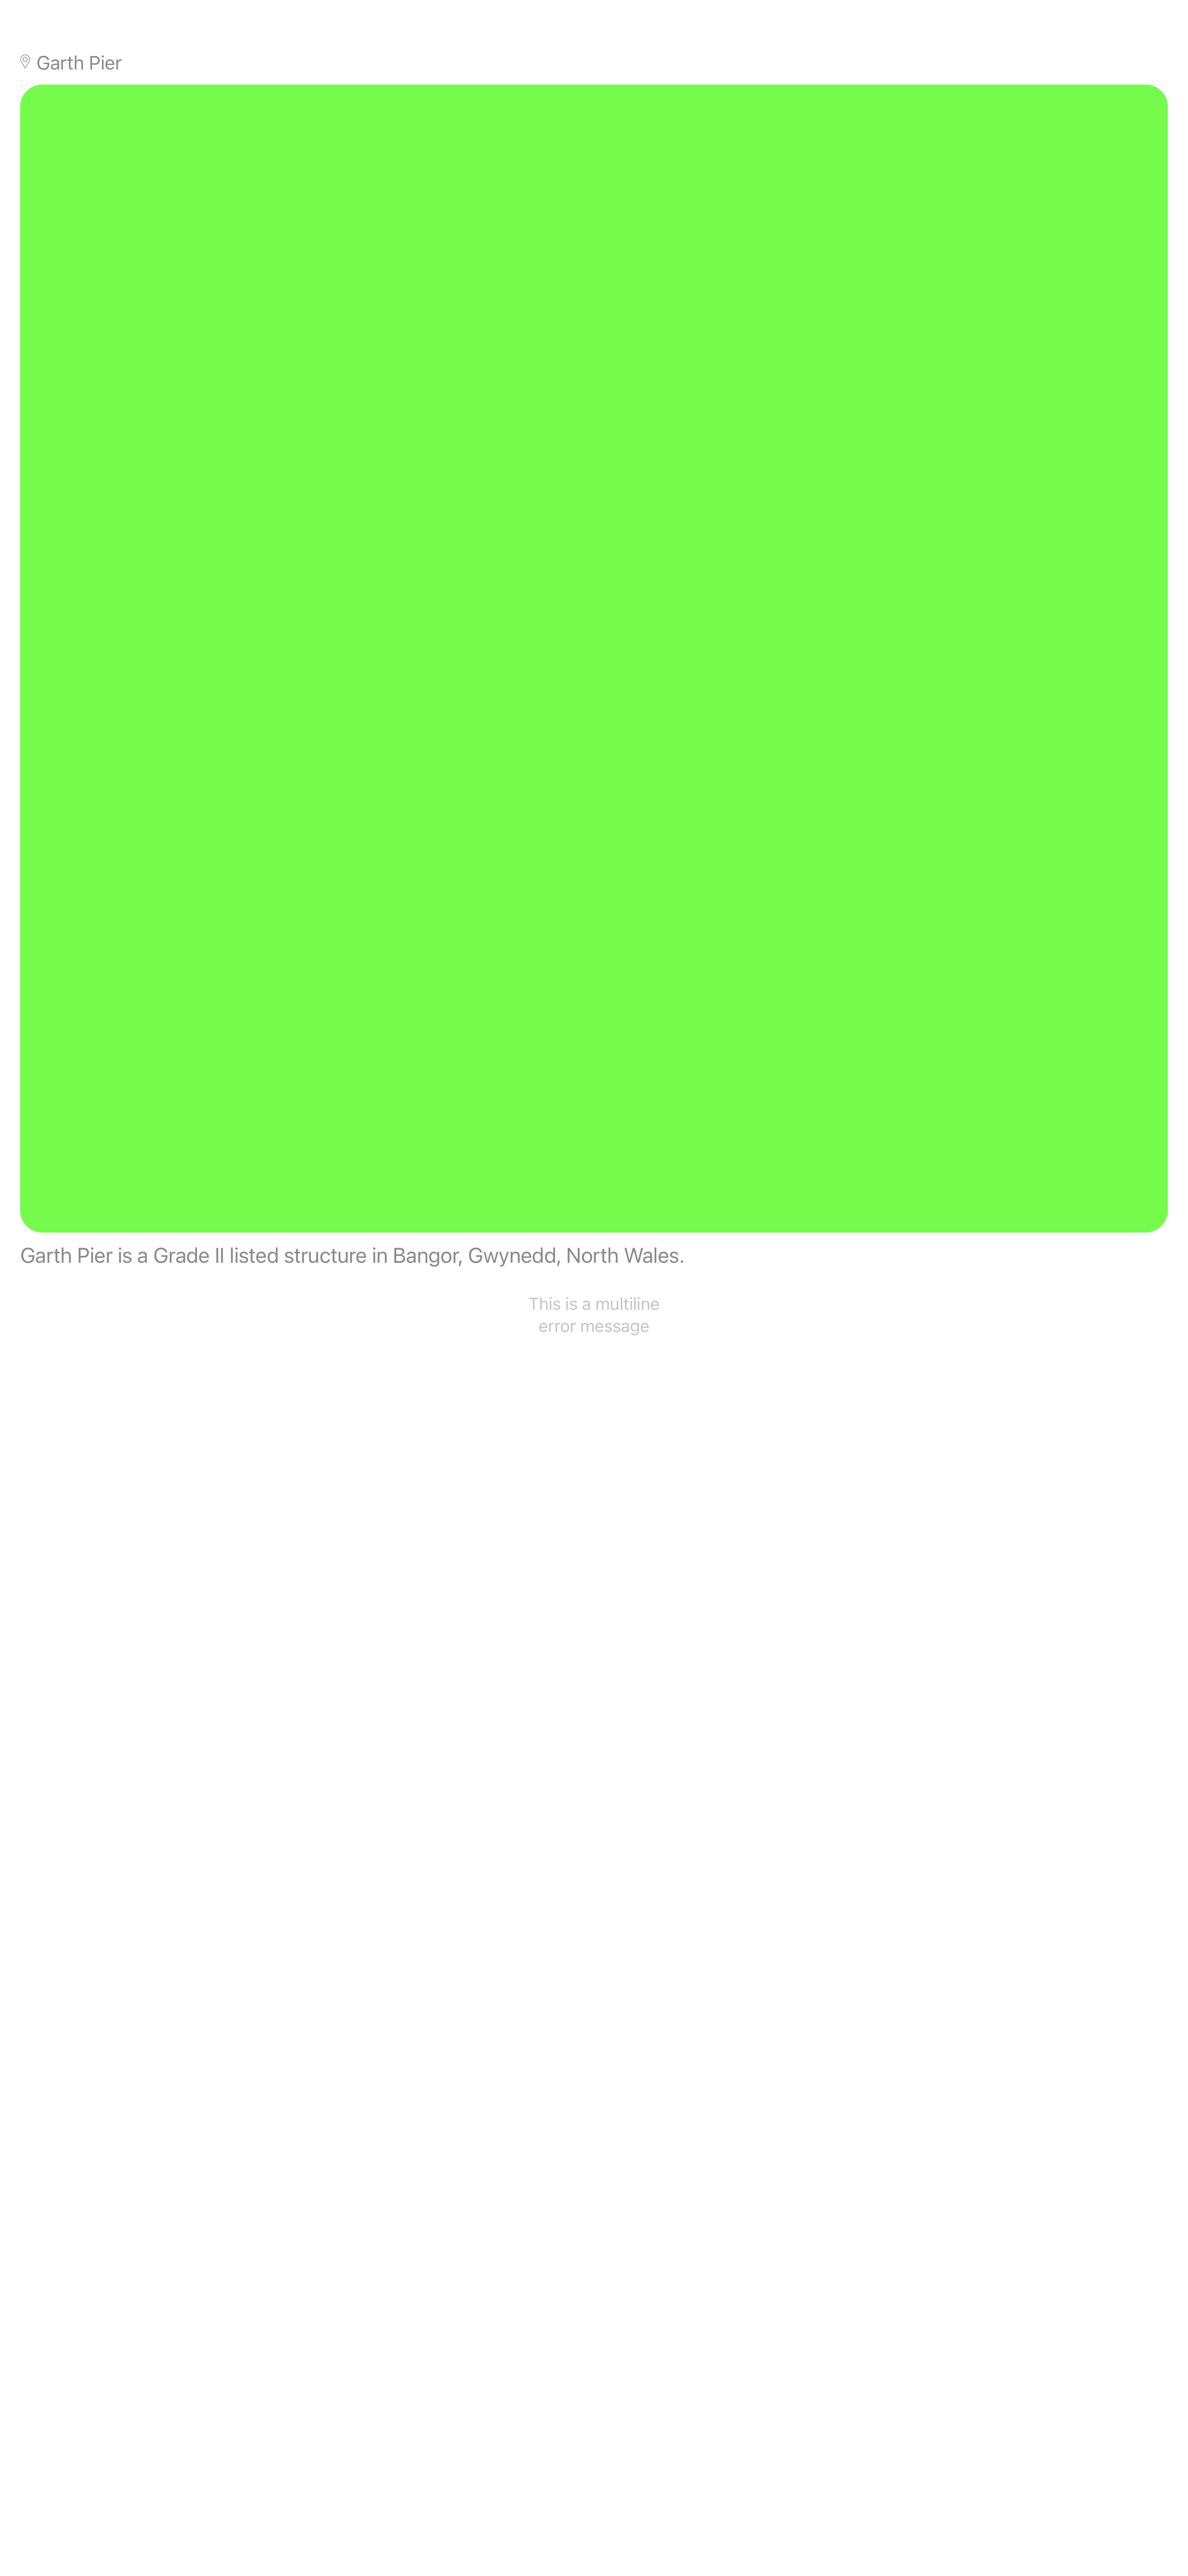 Garth Pier
Garth Pier is a Grade II listed structure in Bangor, Gwynedd, North Wales.
This is a multiline
error message